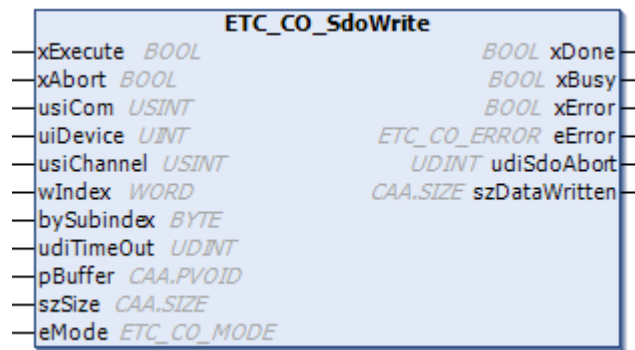 ETC_CO_SdoWrite
xExecute BOOL BOOL xDone
xAbort BOOL BOOL xBusy
usiCom USINT BOOL xError
uiDevice UINT ETC_CO_ERROR eError
usiChannel USINT UDINT udiSdoAbort
wIndex WORD CAA.SIZE szDataWritten
bySubindex BYTE
udiTimeOut UDINT
pBuffer CAA.PVOID
szSize CAA.SIZE
eMode ETC_CO_MODE